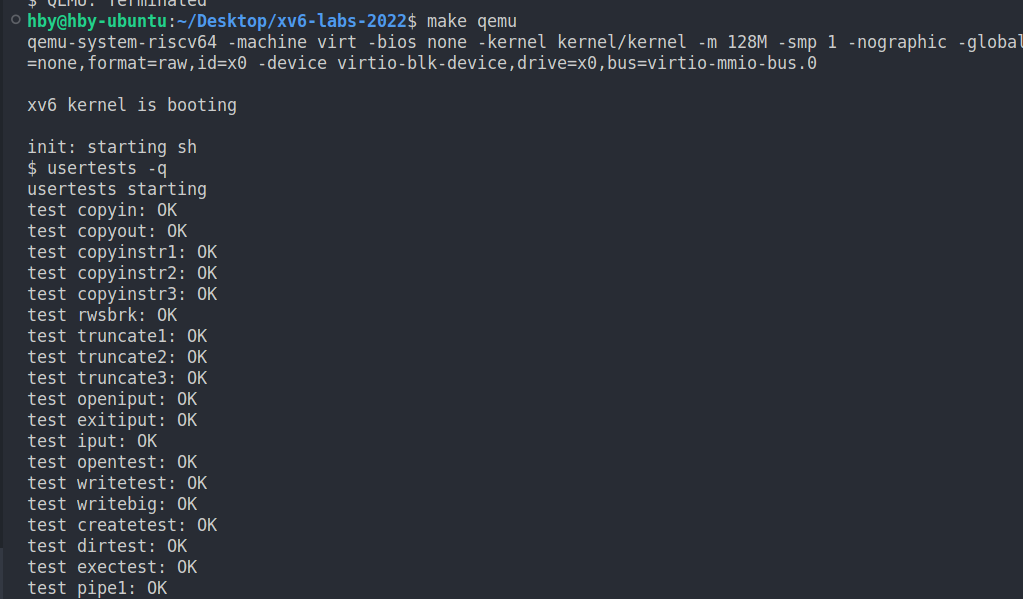 $ QEMU: Terminated
hby@hby-ubuntu:~/Desktop/xv6-labs-2022$ make qemu
qemu-system-riscv64 -machine virt -bios none -kernel kernel/kernel -m 128M -smp 1 -nographic -global
=none,format=raw,id=x0 -device virtio-blk-device,drive=x0,bus=virtio-mmio-bus.0
xv6 kernel is booting
init: starting sh
$ usertests -q
usertests starting
test copyin: OK
test copyout: OK
test copyinstr1: OK
test copyinstr2: OK
test copyinstr3: OK
test rwsbrk: OK
test truncate1: OK
test truncate2: OK
test truncate3: OK
test openiput: OK
test exitiput: OK
test iput: OK
test opentest: OK
test writetest: OK
test writebig: OK
test createtest: OK
test dirtest: OK
test exectest: OK
test pipe1: OK